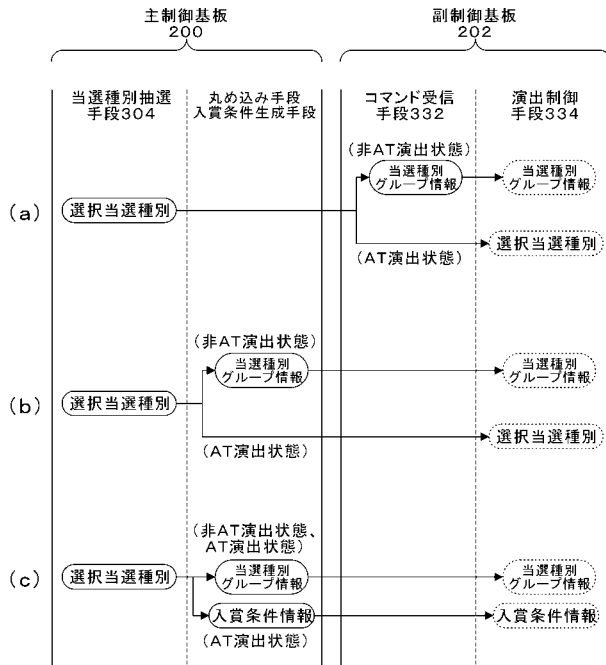 主制御基板
200
副制御基板
202
当選種別抽選
手段304
丸め込み手段
入賞条件生成手段
コマンド受信
手段332
演出制御
手段334
(a)
選択当選種別
(非AT演出状態)
当選種別
グループ情報
当選種別
グループ情報
(AT演出状態)
選択当選種別
(b)
選択当選種別
(非AT演出状態)
当選種別
グループ情報
当選種別
グループ情報
(AT演出状態)
選択当選種別
(c)
選択当選種別
(非AT演出状態、
AT演出状態)
当選種別
グループ情報
当選種別
グループ情報
入賞条件情報
入賞条件情報
(AT演出状態)